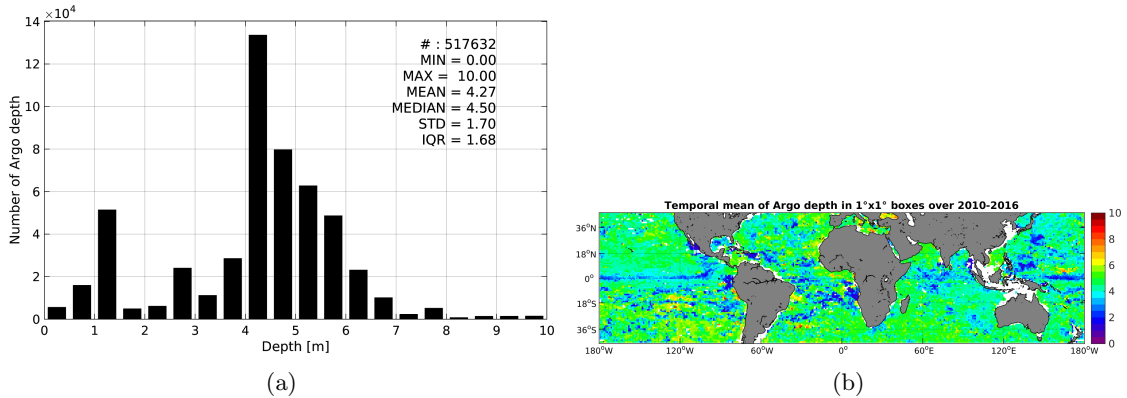 ×10⁴
14
12
10
8
6
4
2
0
Number of Argo depth
# : 517632
MIN = 0.00
MAX = 10.00
MEAN = 4.27
MEDIAN = 4.50
STD = 1.70
IQR = 1.68
0 1 2 3 4 5 6 7 8 9 10
Depth [m]
(a)
Temporal mean of Argo depth in 1°x1° boxes over 2010-2016
36°N
18°N
0°
18°S
36°S
180°W 120°W 60°W 0° 60°E 120°E 180°W
10
8
6
4
2
0
(b)